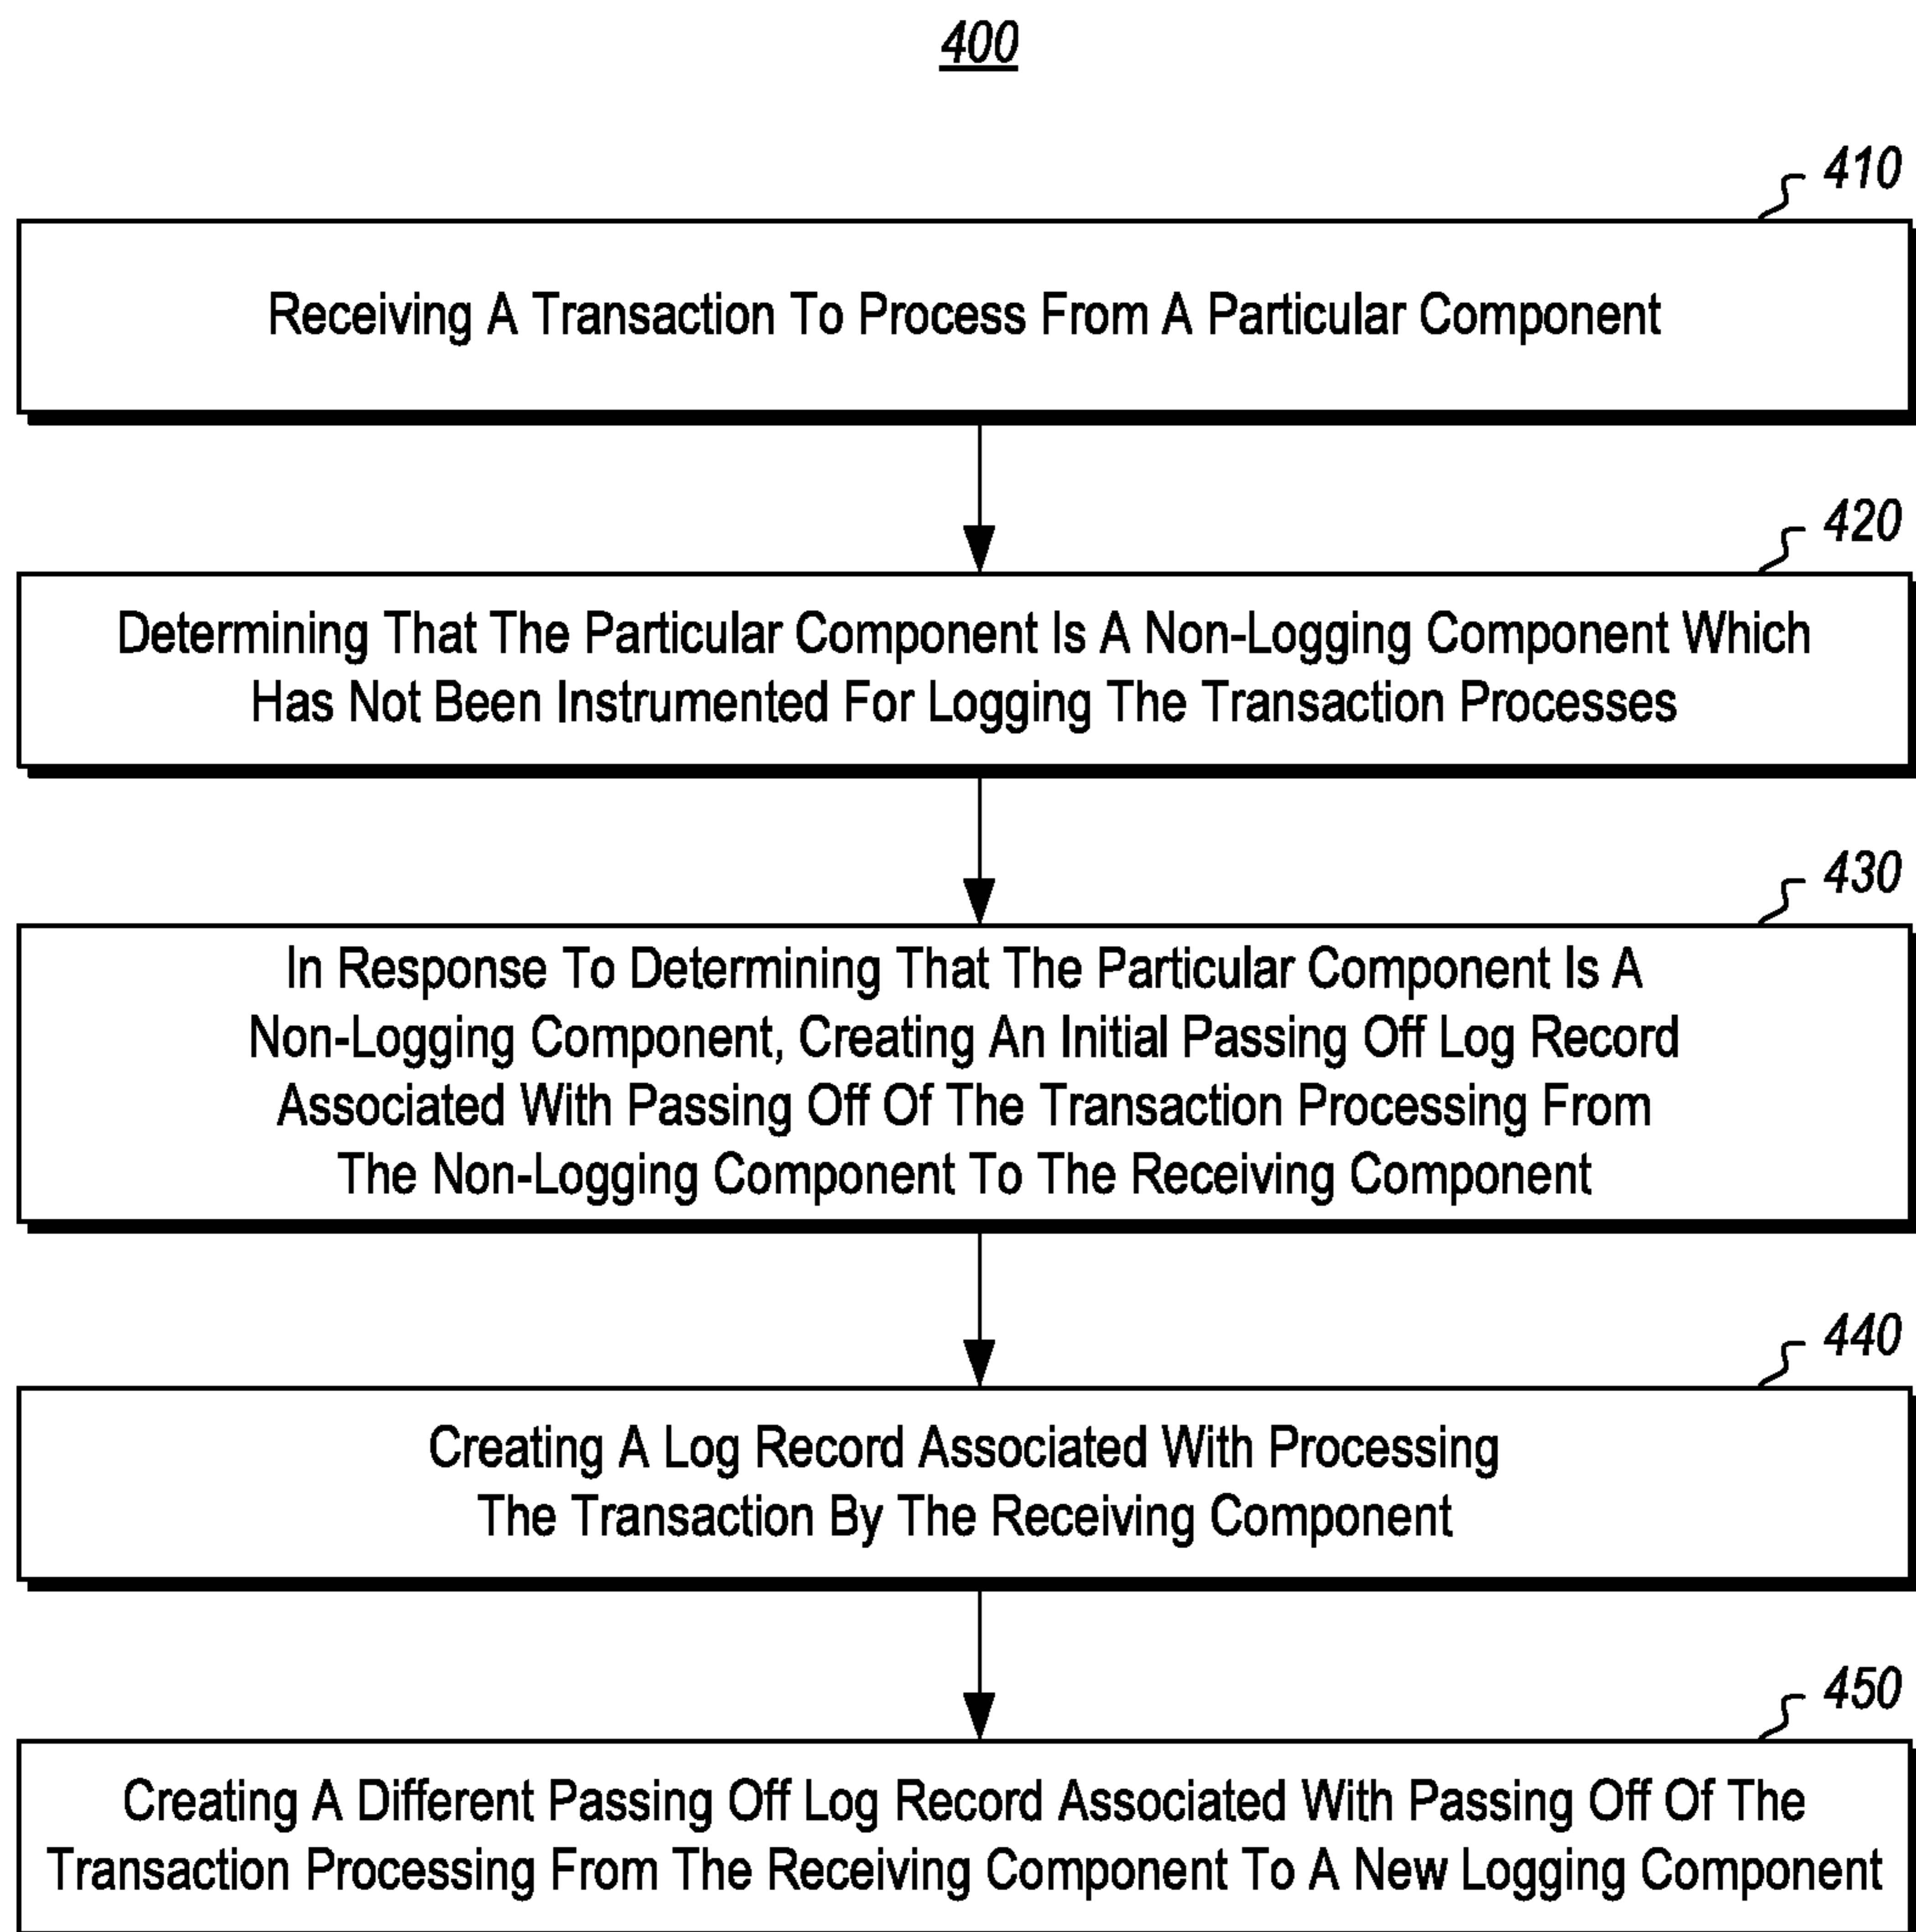 400
410
Receiving A Transaction To Process From A Particular Component
420
Determining That The Particular Component Is A Non-Logging Component Which
Has Not Been Instrumented For Logging The Transaction Processes
430
In Response To Determining That The Particular Component Is A
Non-Logging Component, Creating An Initial Passing Off Log Record
Associated With Passing Off Of The Transaction Processing From
The Non-Logging Component To The Receiving Component
440
Creating A Log Record Associated With Processing
The Transaction By The Receiving Component
450
Creating A Different Passing Off Log Record Associated With Passing Off Of The
Transaction Processing From The Receiving Component To A New Logging Component